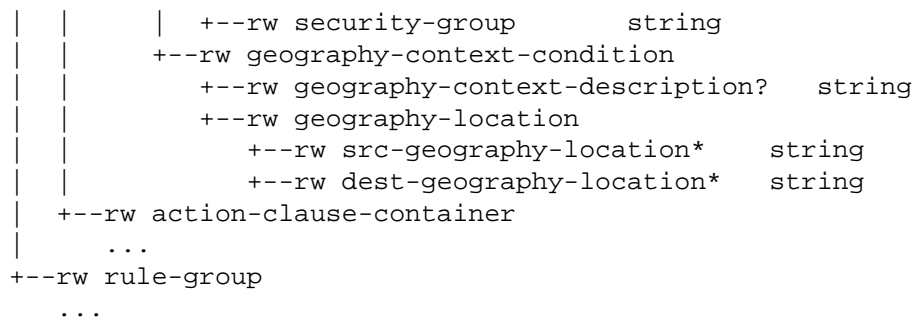 |   |      |  +--rw security-group       string
|   |      +--rw geography-context-condition
|   |         +--rw geography-context-description?   string
|   |         +--rw geography-location
|   |            +--rw src-geography-location*    string
|   |            +--rw dest-geography-location*   string
|   +--rw action-clause-container
|      ...
+--rw rule-group
   ...